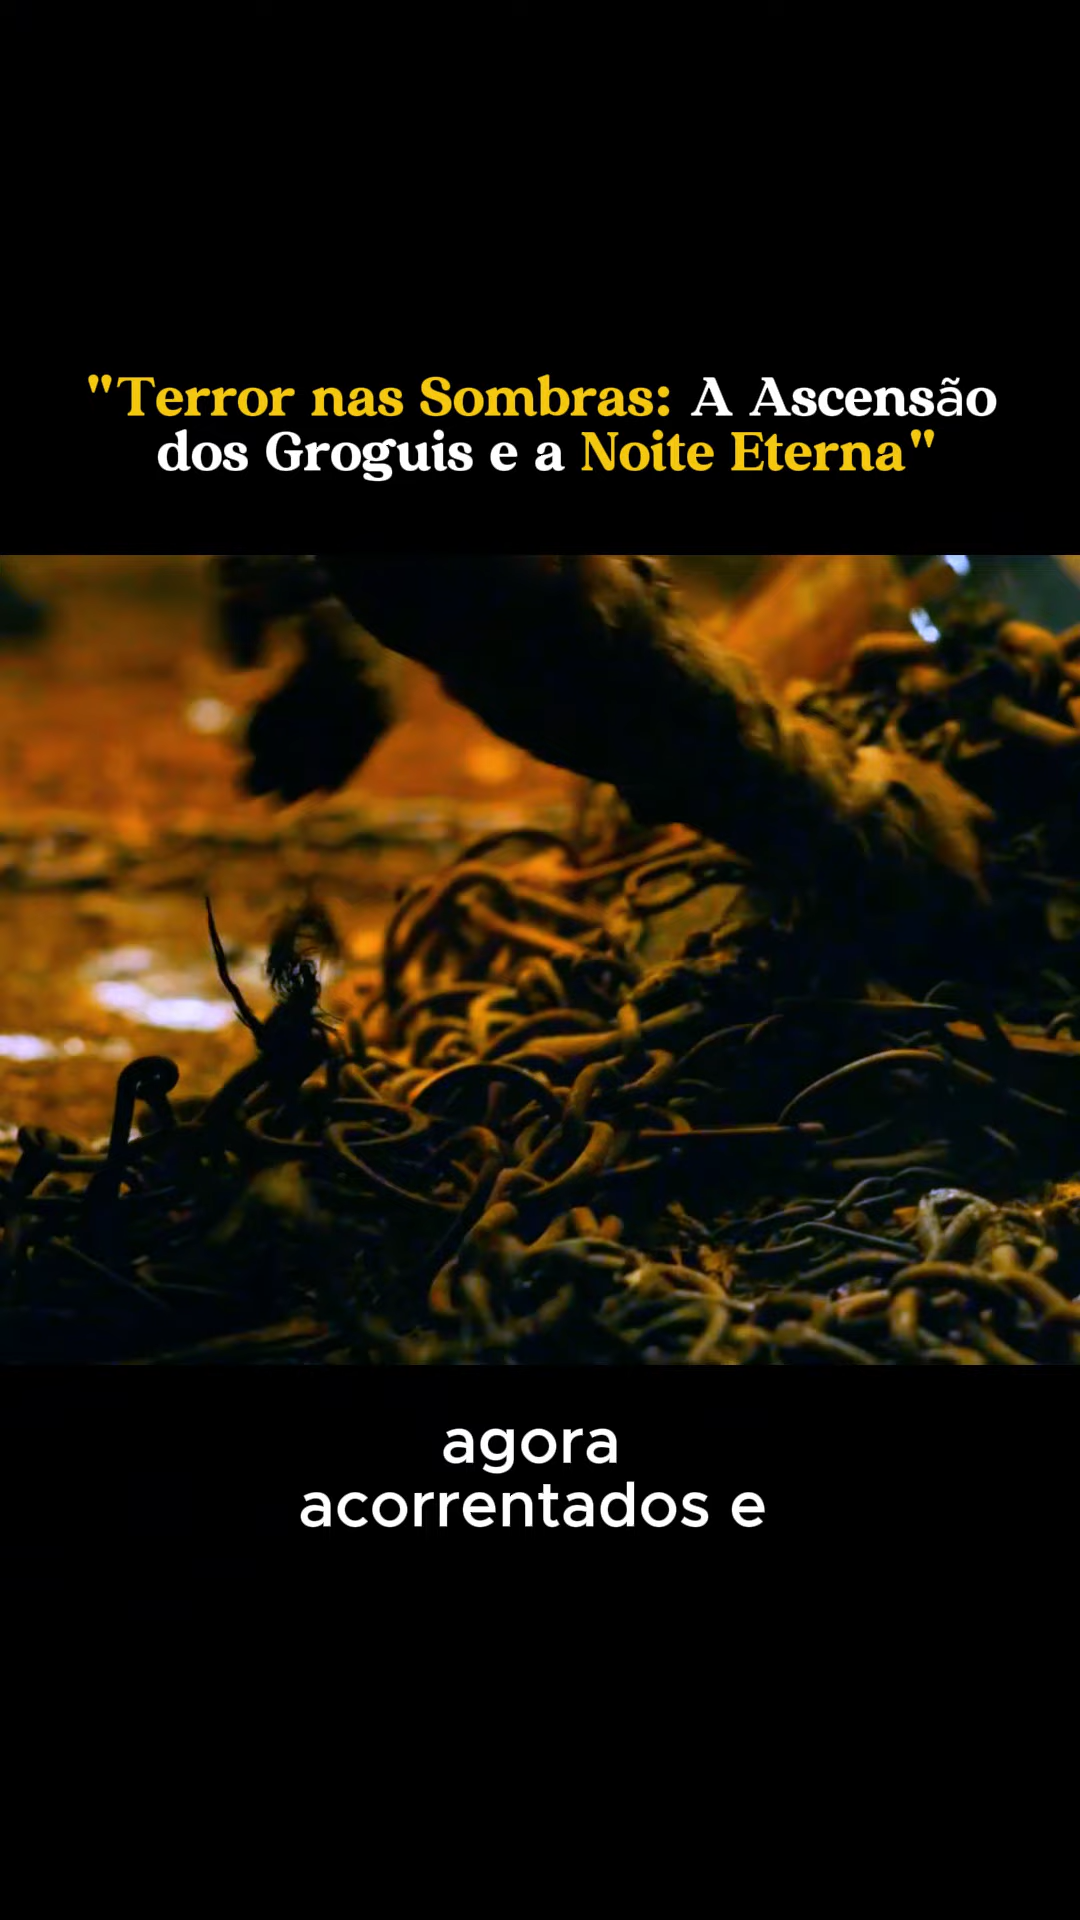 "Terror nas Sombras: A Ascensão
dos Groguis e a Noite Eterna"
agora
acorrentados e